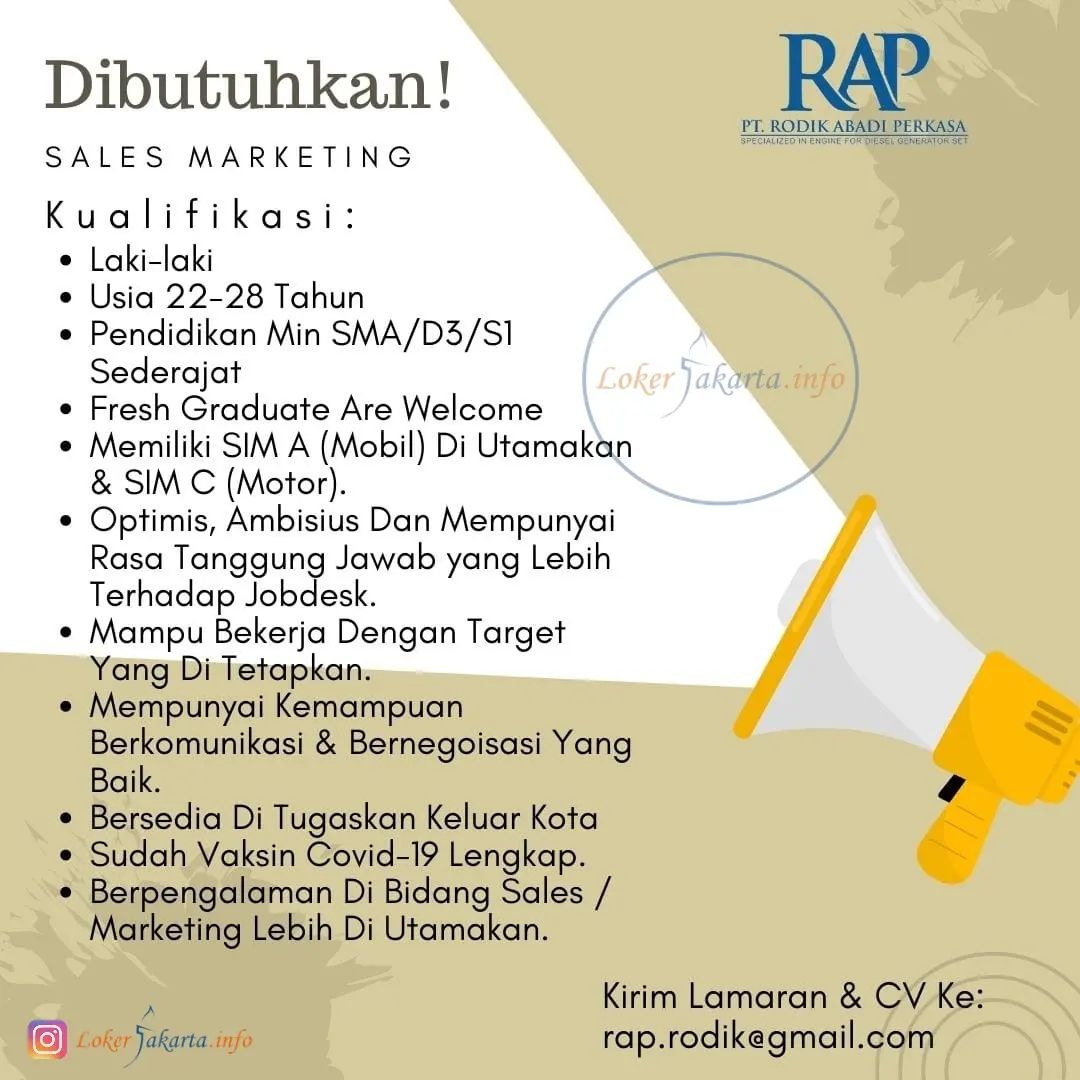 Dibutuhkan!
SALES MARKETING
Kualifikasi:
• Laki-laki
• Usia 22-28 Tahun
• Pendidikan Min SMA/D3/S1
Sederajat
• Fresh Graduate Are Welcome
• Memiliki SIM A (Mobil) Di Utamakan
& SIM C (Motor).
• Optimis, Ambisius Dan Mempunyai
Rasa Tanggung Jawab yang Lebih
Terhadap Jobdesk.
• Mampu Bekerja Dengan Target
Yang Di Tetapkan.
• Mempunyai Kemampuan
Berkomunikasi & Bernegoisasi Yang
Baik.
• Bersedia Di Tugaskan Keluar Kota
• Sudah Vaksin Covid-19 Lengkap.
• Berpengalaman Di Bidang Sales /
Marketing Lebih Di Utamakan.
RAP
PT. RODIK ABADI PERKASA
SPECIALIZED IN ENGINE FOR DIESEL GENERATOR SET
Loker Jakarta.info
Kirim Lamaran & CV Ke:
rap.rodik@gmail.com
Loker Jakarta.info